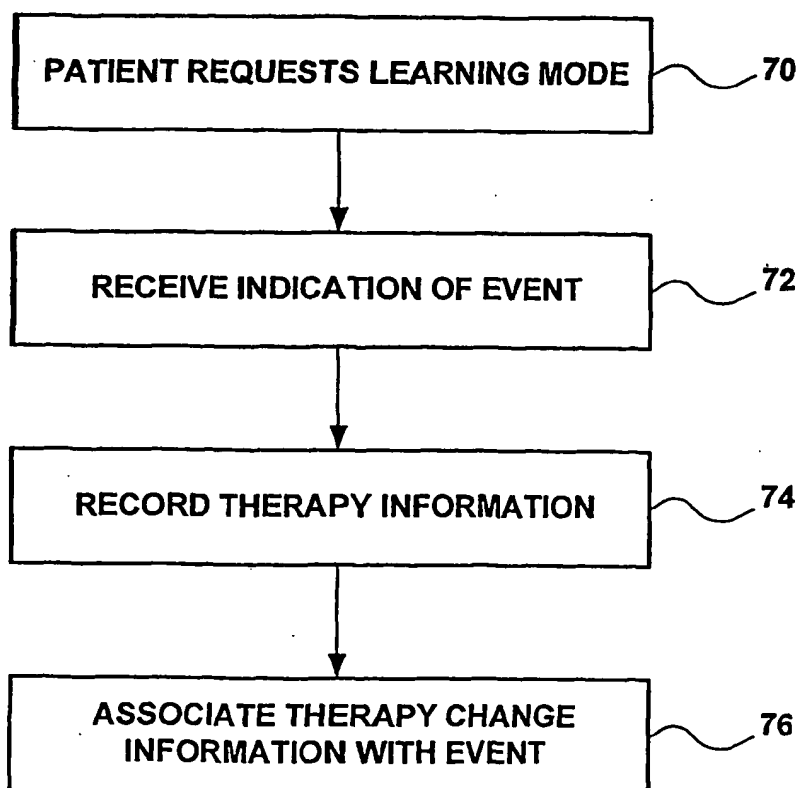 PATIENT REQUESTS LEARNING MODE
70
RECEIVE INDICATION OF EVENT
72
RECORD THERAPY INFORMATION
74
ASSOCIATE THERAPY CHANGE
INFORMATION WITH EVENT
76